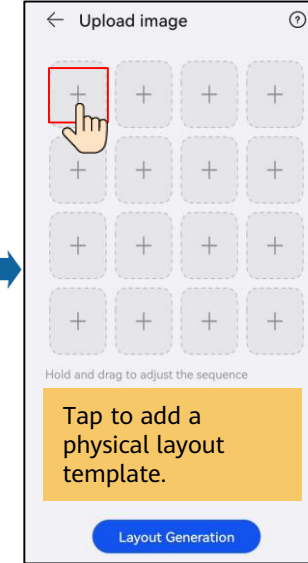 Upload image
Hold and drag to adjust the sequence
Tap to add a
physical layout
template.
Layout Generation